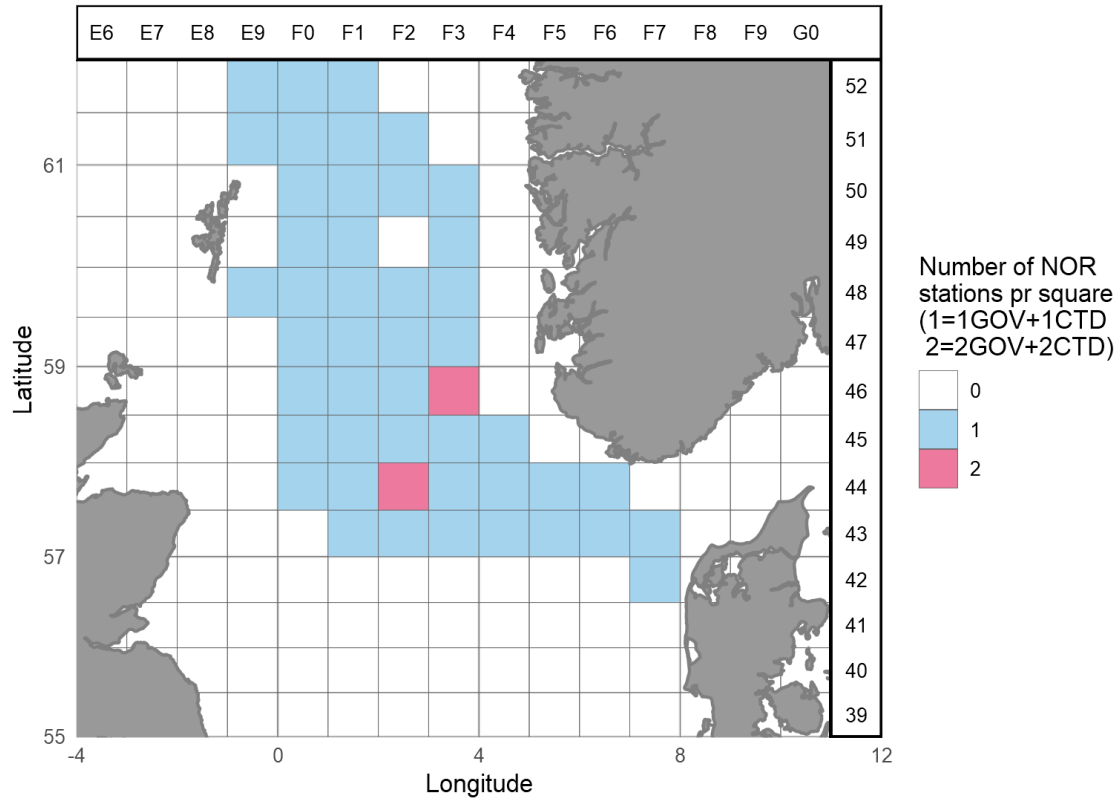 E6 E7 E8 E9 F0 F1 F2 F3 F4 F5 F6 F7 F8 F9 G0
52
51
61
50
49
48
47
59
46
45
44
43
57
42
41
40
39
55
-4 0 4 8 12
Longitude
Latitude
Number of NOR
stations pr square
(1=1GOV+1CTD
2=2GOV+2CTD)
0
1
2